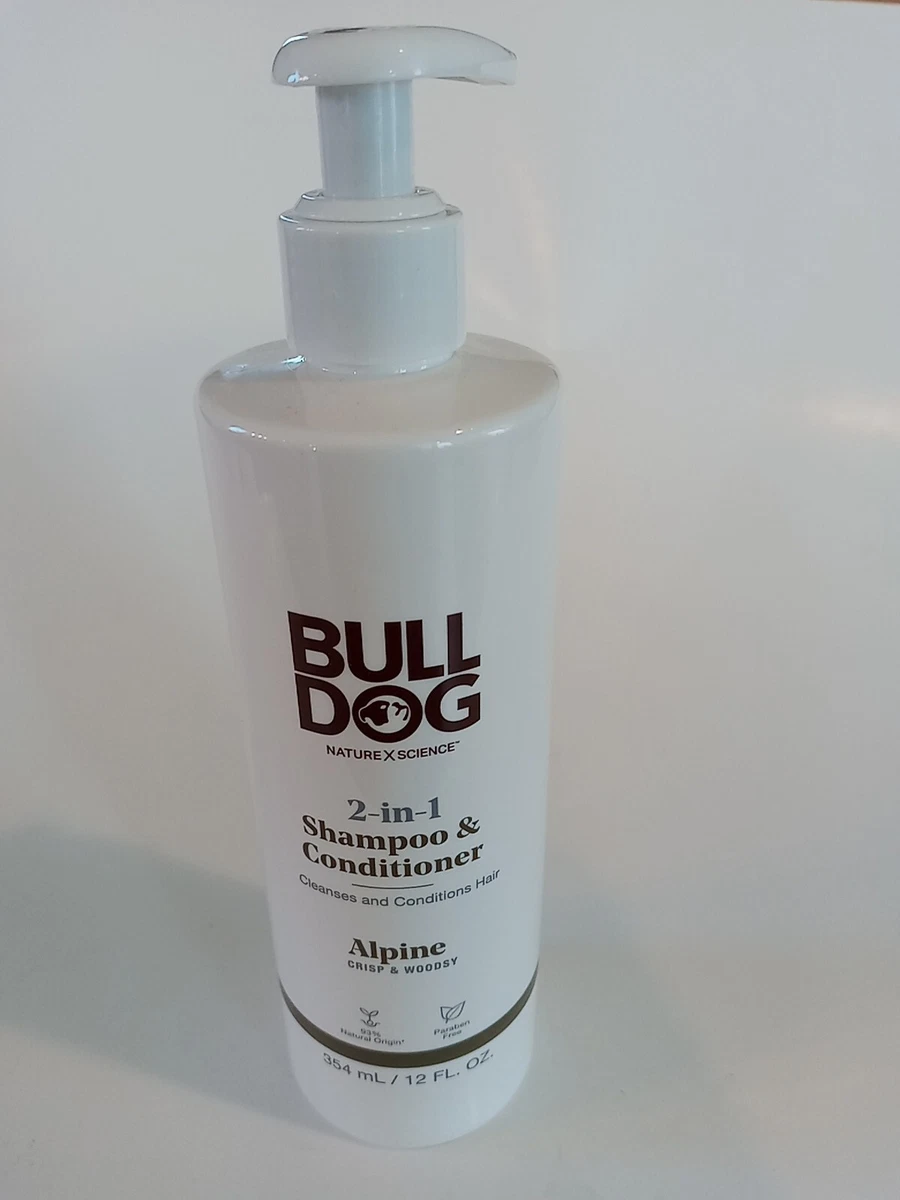 BULL
DOG
NATURE X SCIENCE™
2-in-1
Shampoo &
Conditioner
Cleanses and Conditions Hair
Alpine
CRISP & WOODSY
93%
Natural Origin*
Paraben
Free
354 mL / 12 FL. OZ.